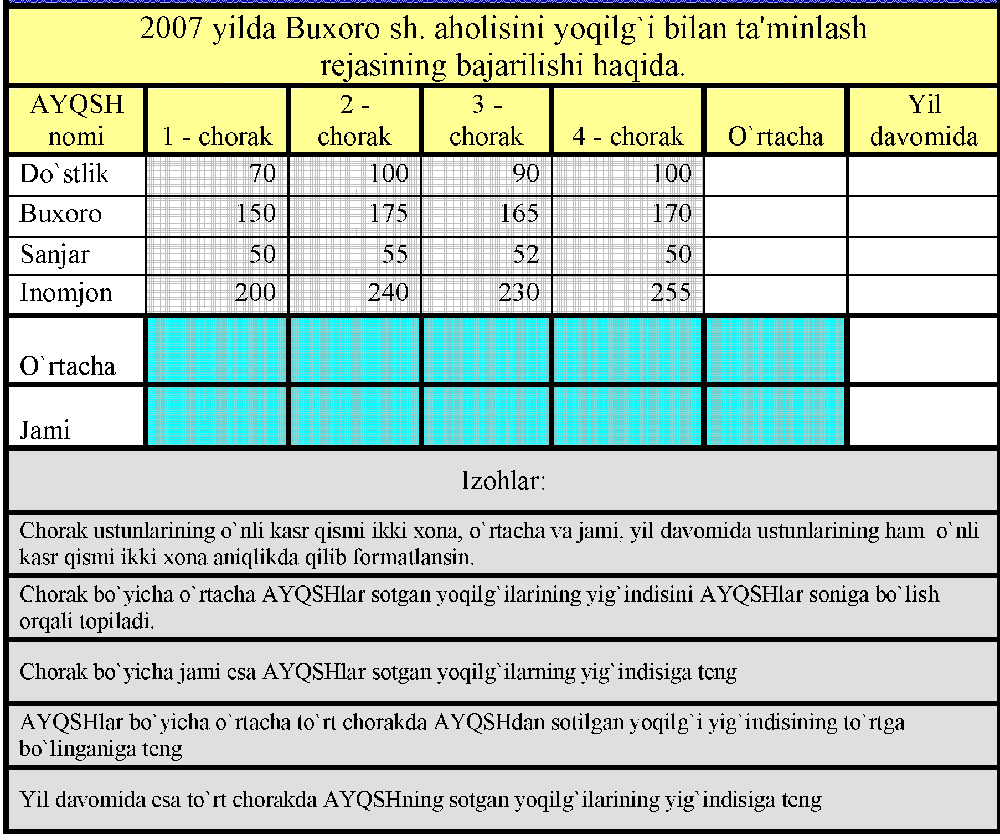 2007 yilda Buxoro sh. aholisini yoqilg`i bilan ta'minlash
rejasining bajarilishi haqida.
AYQSH nomi 1 - chorak 2 - chorak 3 - chorak 4 - chorak O`rtacha Yil davomida
Do`stlik 70 100 90 100
Buxoro 150 175 165 170
Sanjar 50 55 52 50
Inomjon 200 240 230 255
O`rtacha
Jami
Izohlar:
Chorak ustunlarining o`nli kasr qismi ikki xona, o`rtacha va jami, yil davomida ustunlarining ham o`nli
kasr qismi ikki xona aniqlikda qilib formatlansin.
Chorak bo`yicha o`rtacha AYQSHlar sotgan yoqilg`ilarining yig`indisini AYQSHlar soniga bo`lish
orqali topiladi.
Chorak bo`yicha jami esa AYQSHlar sotgan yoqilg`ilarning yig`indisiga teng
AYQSHlar bo`yicha o`rtacha to`rt chorakda AYQSHdan sotilgan yoqilg`i yig`indisining to`rtga
bo`linganiga teng
Yil davomida esa to`rt chorakda AYQSHning sotgan yoqilg`ilarining yig`indisiga teng